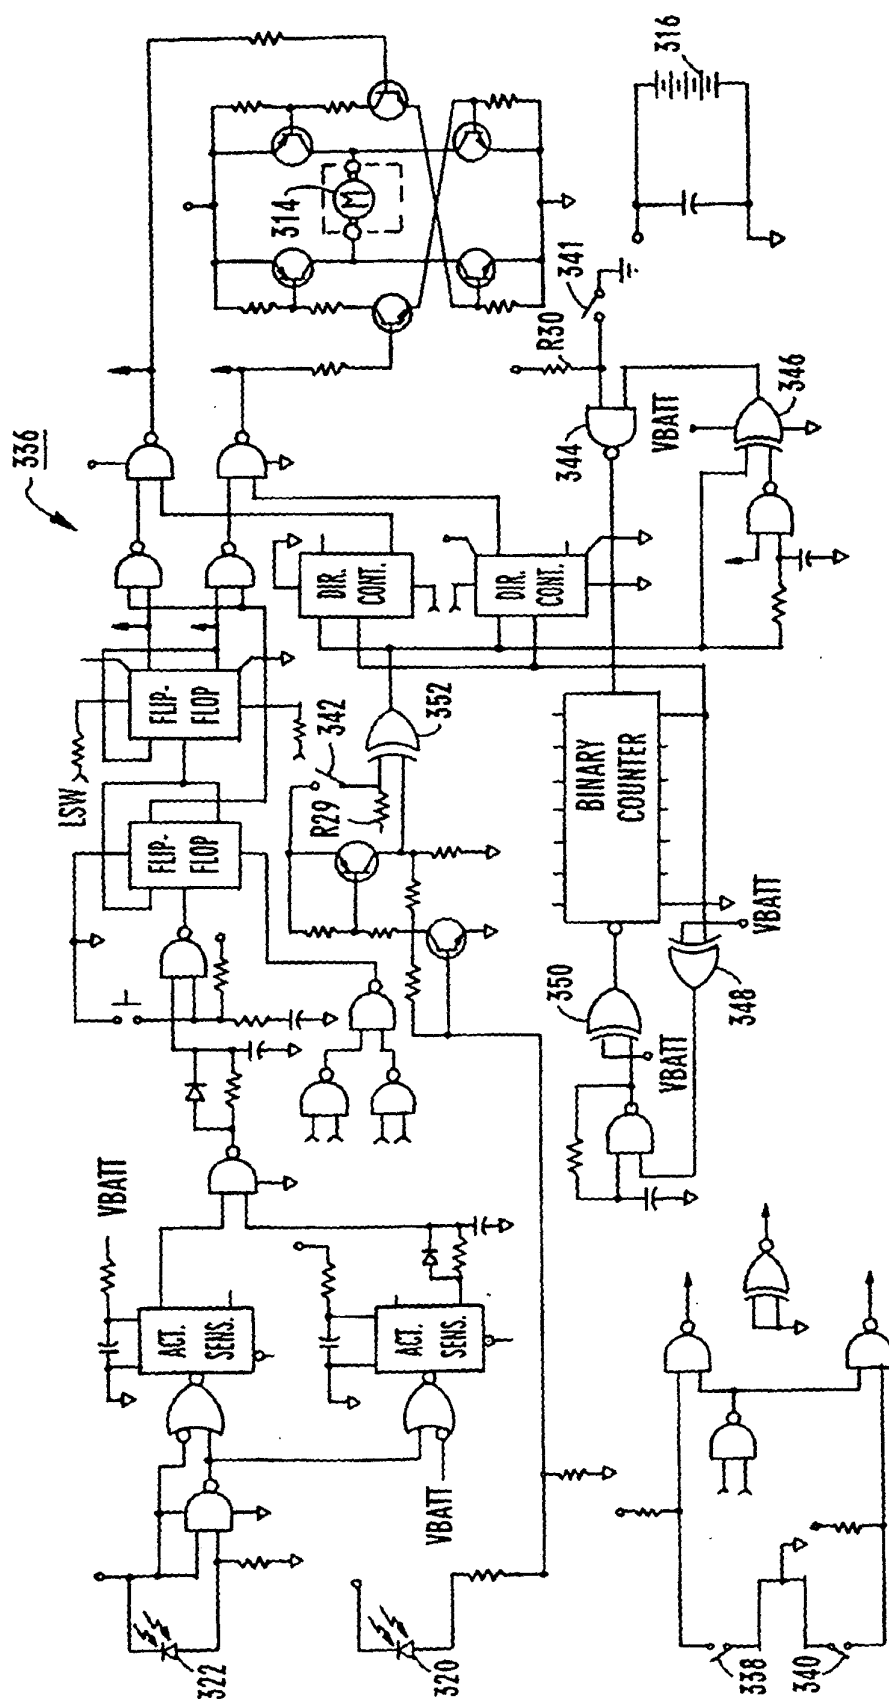 336
314
316
LSW
FLIP-
FLOP
FLIP-
FLOP
DIR.
CONT.
DIR.
CONT.
M
341
R30
344
VBATT
346
342
R29
352
BINARY
COUNTER
350
VBATT
VBATT
348
VBATT
ACT.
SENS.
ACT.
SENS.
VBATT
322
320
338
340